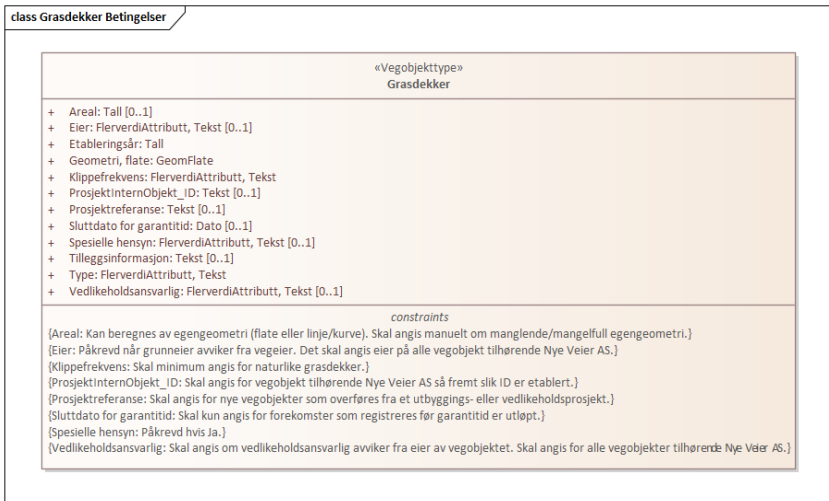 class Grasdekker Betingelser
«Vegobjekttype»
Grasdekker
+ Areal: Tall [0..1]
+ Eier: FlerverdiAttributt, Tekst [0..1]
+ Etableringsår: Tall
+ Geometri, flate: GeomFlate
+ Klippefrekvens: FlerverdiAttributt, Tekst
+ ProsjektInternObjekt_ID: Tekst [0..1]
+ Prosjektreferanse: Tekst [0..1]
+ Sluttdato for garantitid: Dato [0..1]
+ Spesielle hensyn: FlerverdiAttributt, Tekst [0..1]
+ Tilleggsinformasjon: Tekst [0..1]
+ Type: FlerverdiAttributt, Tekst
+ Vedlikeholdsansvarlig: FlerverdiAttributt, Tekst [0..1]
constraints
{Areal: Kan beregnes av egengeometri (flate eller linje/kurve). Skal angis manuelt om manglende/mangelfull egengeometri.}
{Eier: Påkrevd når grunneier avviker fra vegeier. Det skal angis eier på alle vegobjekt tilhørende Nye Veier AS.}
{Klippefrekvens: Skal minimum angis for naturlike grasdekker.}
{ProsjektInternObjekt_ID: Skal angis for vegobjekt tilhørende Nye Veier AS så fremt slik ID er etablert.}
{Prosjektreferanse: Skal angis for nye vegobjekter som overføres fra et utbyggings- eller vedlikeholdsprosjekt.}
{Sluttdato for garantitid: Skal kun angis for forekomster som registreres før garantitid er utløpt.}
{Spesielle hensyn: Påkrevd hvis Ja.}
{Vedlikeholdsansvarlig: Skal angis om vedlikeholdsansvarlig avviker fra eier av vegobjektet. Skal angis for alle vegobjekter tilhørende Nye Veier AS.}